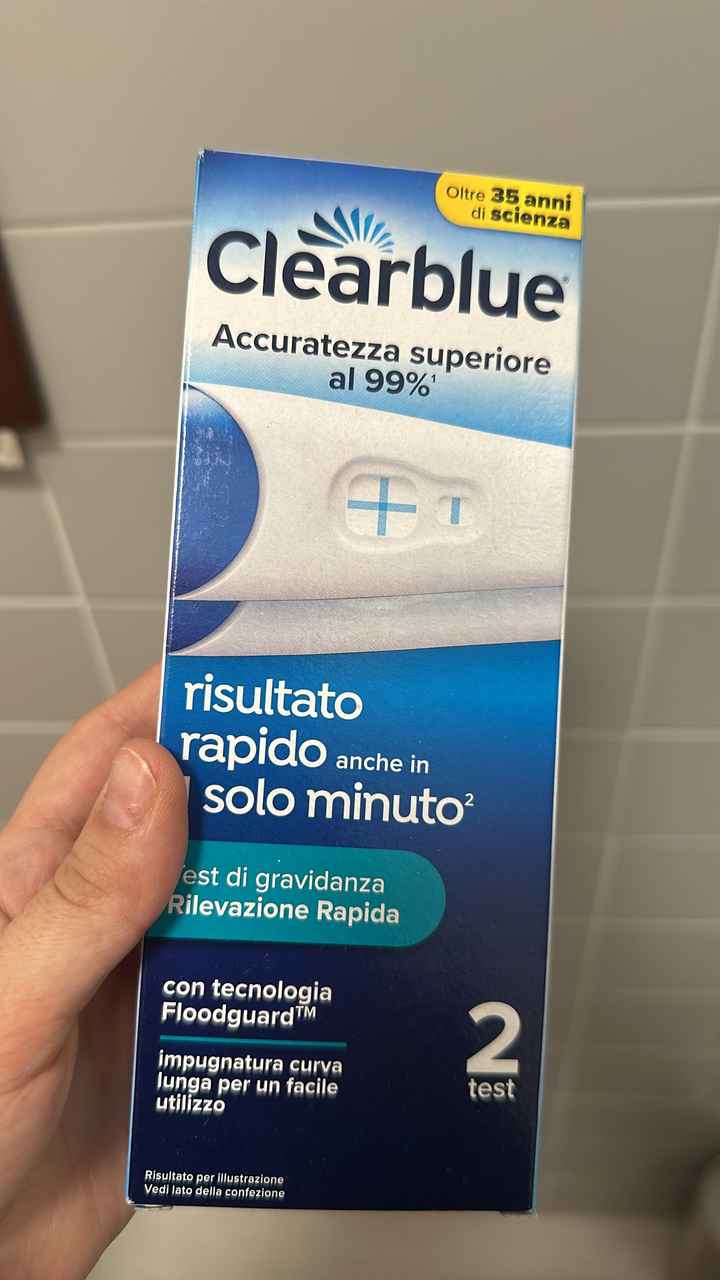 Oltre 35 anni
di scienza
Clearblue
Accuratezza superiore
al 99%¹
risultato
rapido anche in
solo minuto²
est di gravidanza
Rilevazione Rapida
con tecnologia
Floodguard™
impugnatura curva
lunga per un facile
utilizzo
2
test
Risultato per illustrazione
Vedi lato della confezione